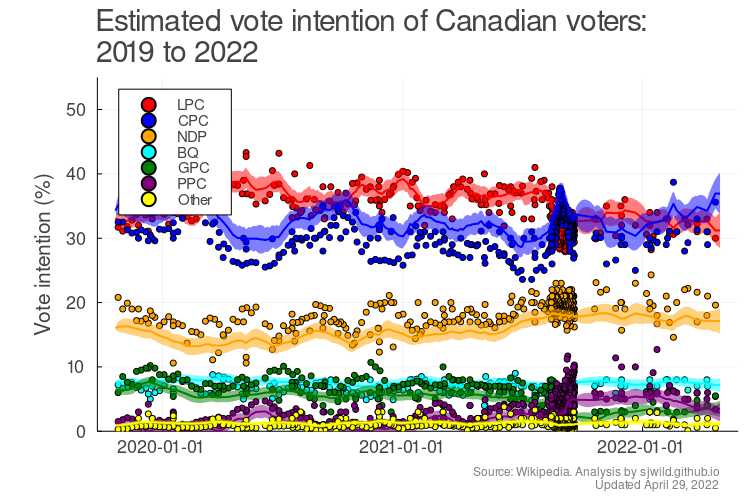 Estimated vote intention of Canadian voters:
2019 to 2022
Vote intention (%)
50
40
30
20
10
0
LPC
CPC
NDP
BQ
GPC
PPC
Other
2020-01-01
2021-01-01
2022-01-01
Source: Wikipedia. Analysis by sjwild.github.io
Updated April 29, 2022